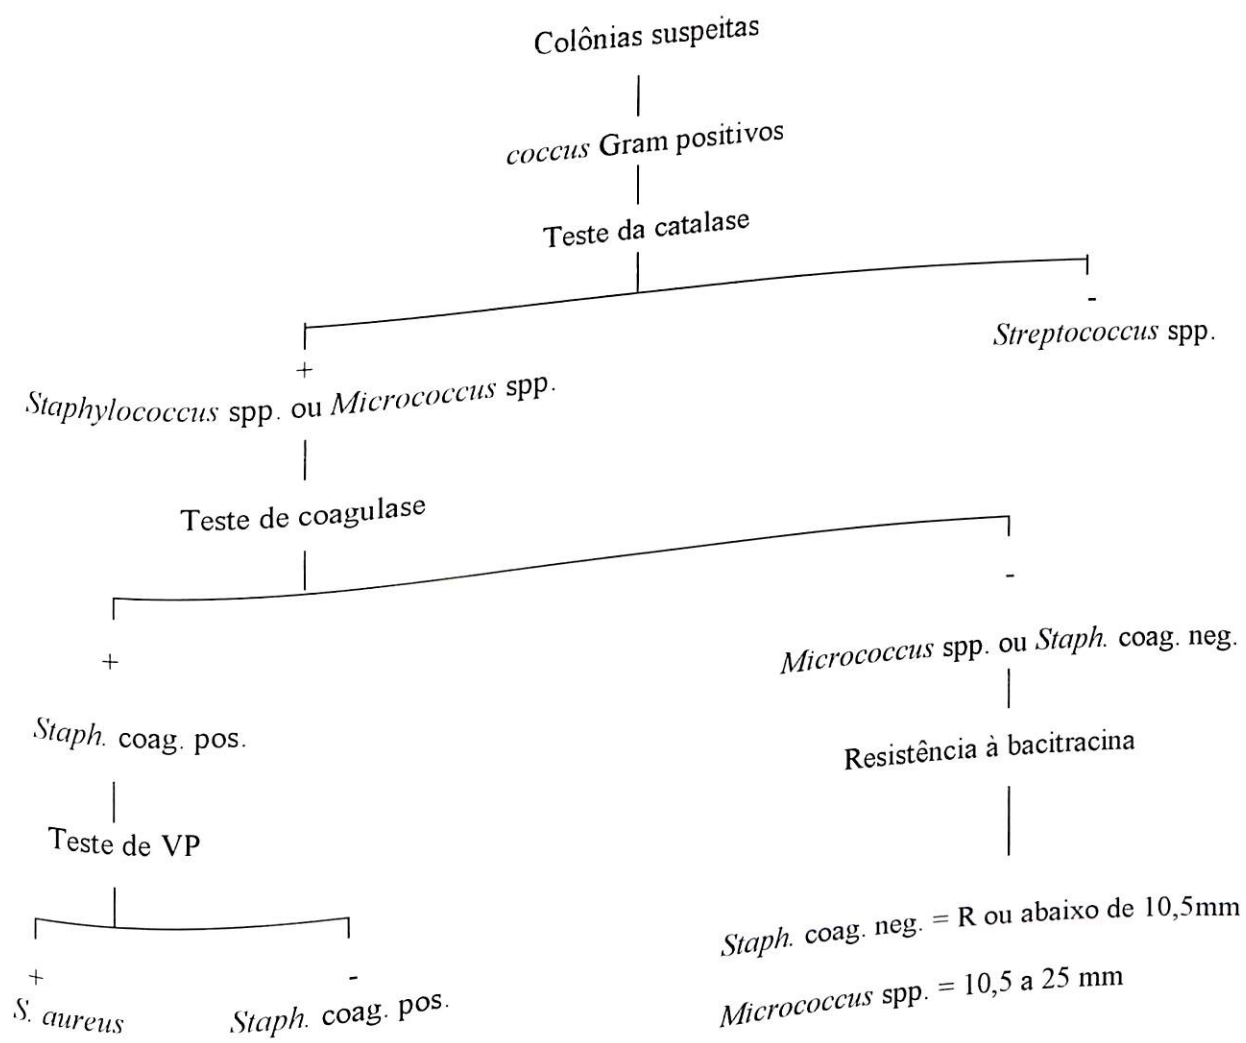 Colônias suspeitas
coccus Gram positivos
Teste da catalase
-
Streptococcus spp.
+
Staphylococcus spp. ou Micrococcus spp.
Teste de coagulase
-
+
Micrococcus spp. ou Staph. coag. neg.
Staph. coag. pos.
Resistência à bacitracina
Teste de VP
Staph. coag. neg. = R ou abaixo de 10,5mm
+ -
S. aureus Staph. coag. pos.
Micrococcus spp. = 10,5 a 25 mm